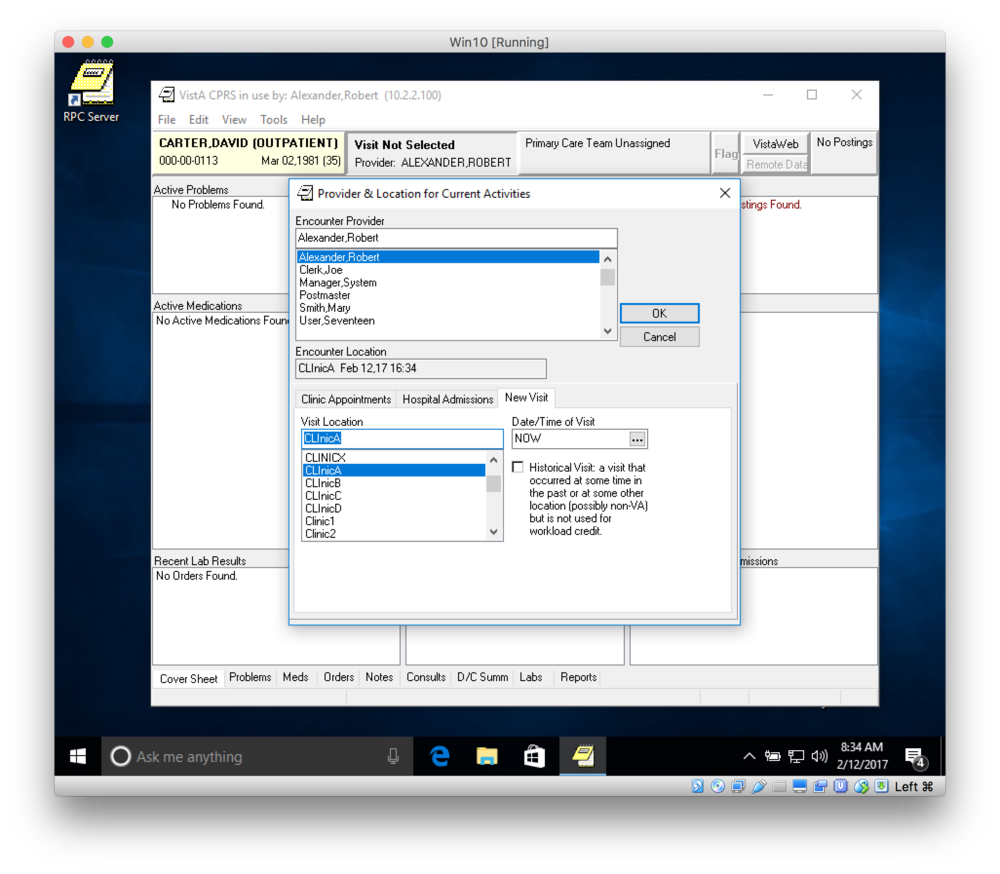 Win10 [Running]
RPC Server
VistA CPRS in use by: Alexander,Robert (10.2.2.100)
File Edit View Tools Help
CARTER,DAVID (OUTPATIENT)
000-00-0113 Mar 02,1981 (35)
Visit Not Selected
Provider: ALEXANDER,ROBERT
Primary Care Team Unassigned
Flag
VistaWeb
Remote Data
No Postings
Active Problems
No Problems Found.
stings Found.
Active Medications
No Active Medications Foun
Recent Lab Results
No Orders Found.
missions
Provider & Location for Current Activities
Encounter Provider
Alexander,Robert
Alexander,Robert
Clerk,Joe
Manager,System
Postmaster
Smith,Mary
User,Seventeen
OK
Cancel
Encounter Location
CLInicA Feb 12,17 16:34
Clinic Appointments Hospital Admissions New Visit
Visit Location
CLInicA
CLINICX
CLInicA
CLInicB
CLInicC
CLInicD
Clinic1
Clinic2
Date/Time of Visit
NOW ...
Historical Visit: a visit that
occurred at some time in
the past or at some other
location (possibly non-VA)
but is not used for
workload credit.
Cover Sheet Problems Meds Orders Notes Consults D/C Summ Labs Reports
Ask me anything
8:34 AM
2/12/2017
4
Left ⌘